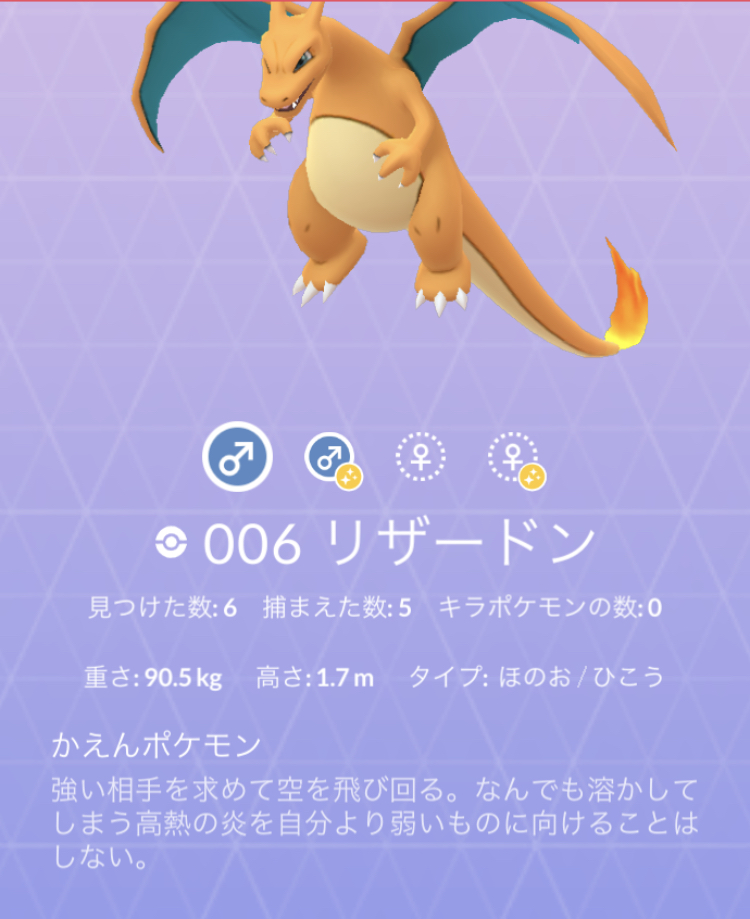 006 リザードン
見つけた数: 6 捕まえた数: 5 キラポケモンの数: 0
重さ: 90.5kg 高さ: 1.7m タイプ: ほのお / ひこう
かえんポケモン
強い相手を求めて空を飛び回る。なんでも溶かして
しまう高熱の炎を自分より弱いものに向けることは
しない。